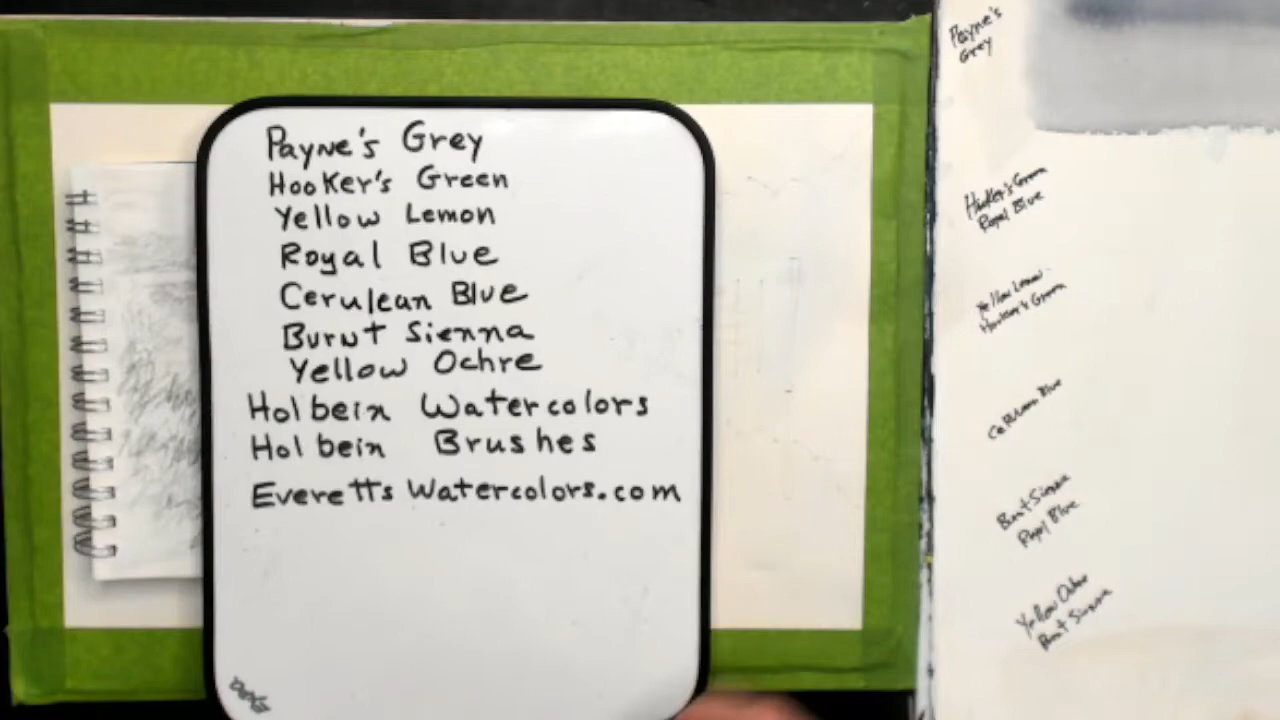 Payne's Grey
Hooker's Green
Yellow Lemon
Royal Blue
Cerulean Blue
Burnt Sienna
Yellow Ochre
Holbein Watercolors
Holbein Brushes
EverettsWatercolors.com
Payne's
Grey
Hooker's Green
Royal Blue
Yellow Lemon
Hooker's Green
Cerulean Blue
Burnt Sienna
Royal Blue
Yellow Ochre
Burnt Sienna